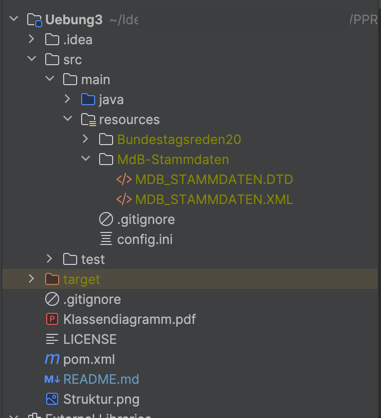 Uebung3 ~/Ide /PPR
.idea
src
main
java
resources
Bundestagsreden20
MdB-Stammdaten
MDB_STAMMDATEN.DTD
MDB_STAMMDATEN.XML
.gitignore
config.ini
test
target
.gitignore
Klassendiagramm.pdf
LICENSE
pom.xml
README.md
Struktur.png
External Libraries